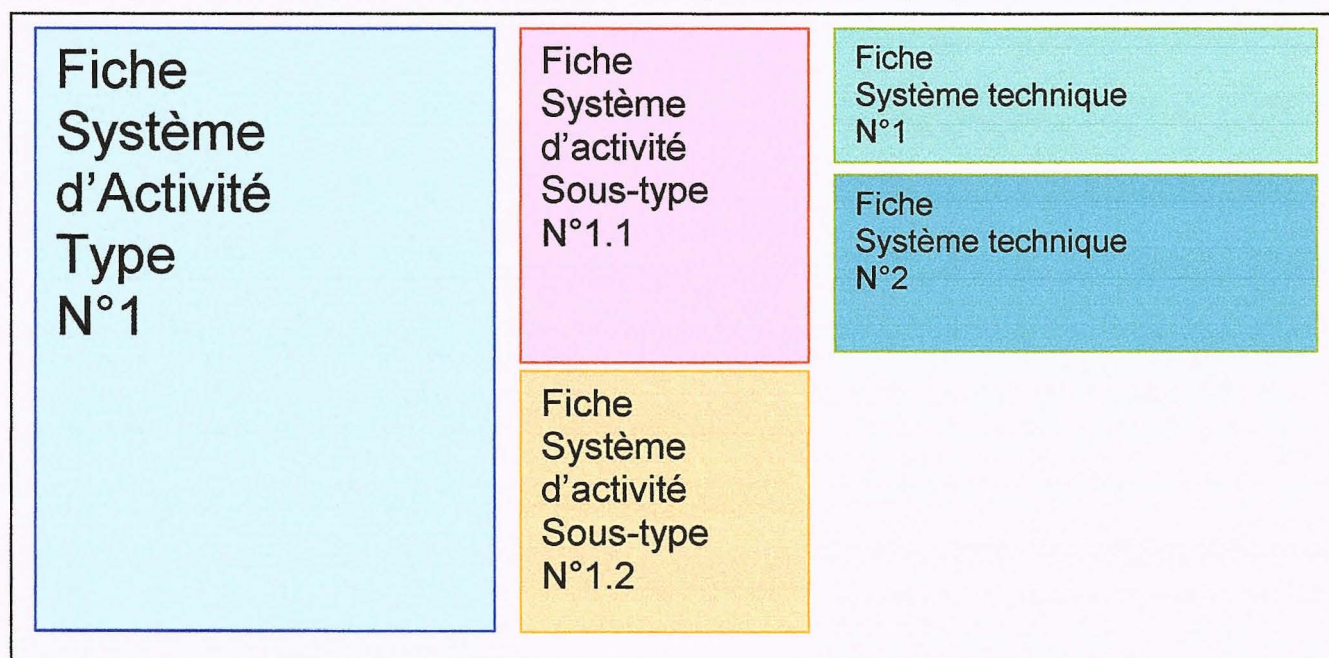 Fiche
Système
d'Activité
Type
N°1
Fiche
Système
d'activité
Sous-type
N°1.1
Fiche
Système
d'activité
Sous-type
N°1.2
Fiche
Système technique
N°1
Fiche
Système technique
N°2